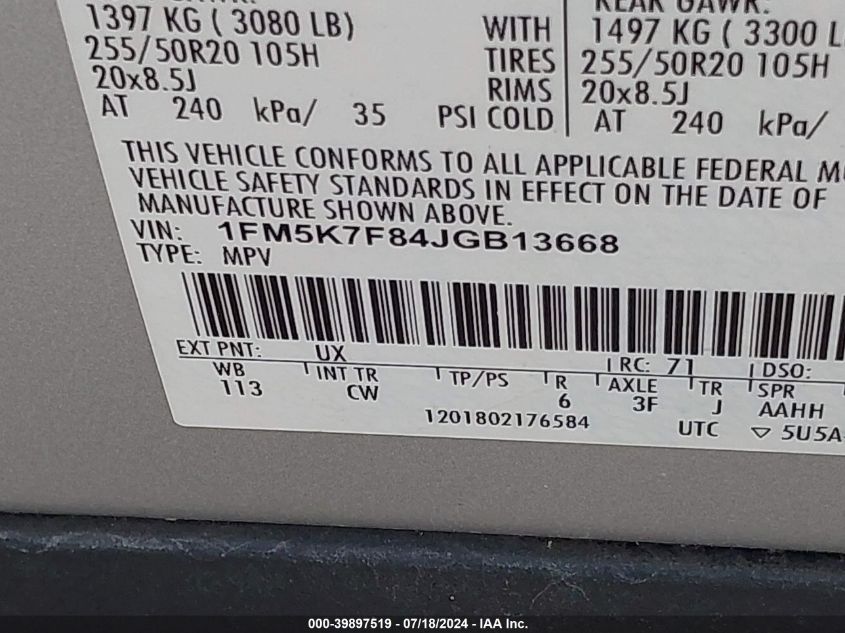 1397 KG ( 3080 LB) WITH 1497 KG ( 3300
255/50R20 105H TIRES 255/50R20 105H
20x8.5J RIMS 20x8.5J
AT 240 kPa/ 35 PSI COLD AT 240 kPa/
THIS VEHICLE CONFORMS TO ALL APPLICABLE FEDERAL
VEHICLE SAFETY STANDARDS IN EFFECT ON THE DATE OF
MANUFACTURE SHOWN ABOVE.
VIN: 1FM5K7F84JGB13668
TYPE: MPV
EXT PNT: UX RC: 71 DSO:
WB INT TR TP/PS R AXLE TR SPR
113 CW 6 3F J AAHH
1201802176584 UTC ▽ 5U5A
000-39897519 - 07/18/2024 - IAA Inc.